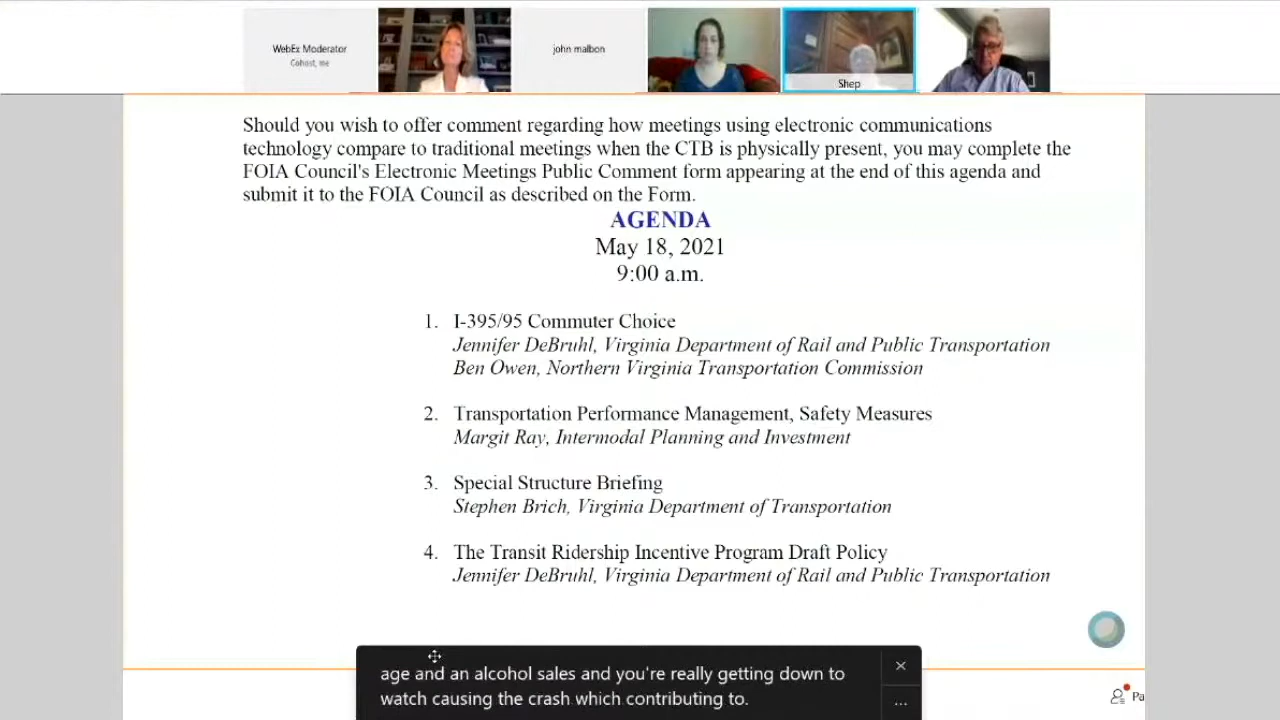 WebEx Moderator
Cohost, me
john malbon
Shep
Should you wish to offer comment regarding how meetings using electronic communications
technology compare to traditional meetings when the CTB is physically present, you may complete the
FOIA Council's Electronic Meetings Public Comment form appearing at the end of this agenda and
submit it to the FOIA Council as described on the Form.
AGENDA
May 18, 2021
9:00 a.m.
1. I-395/95 Commuter Choice
Jennifer DeBruhl, Virginia Department of Rail and Public Transportation
Ben Owen, Northern Virginia Transportation Commission
2. Transportation Performance Management, Safety Measures
Margit Ray, Intermodal Planning and Investment
3. Special Structure Briefing
Stephen Brich, Virginia Department of Transportation
4. The Transit Ridership Incentive Program Draft Policy
Jennifer DeBruhl, Virginia Department of Rail and Public Transportation
age and an alcohol sales and you're really getting down to
watch causing the crash which contributing to.
Pa